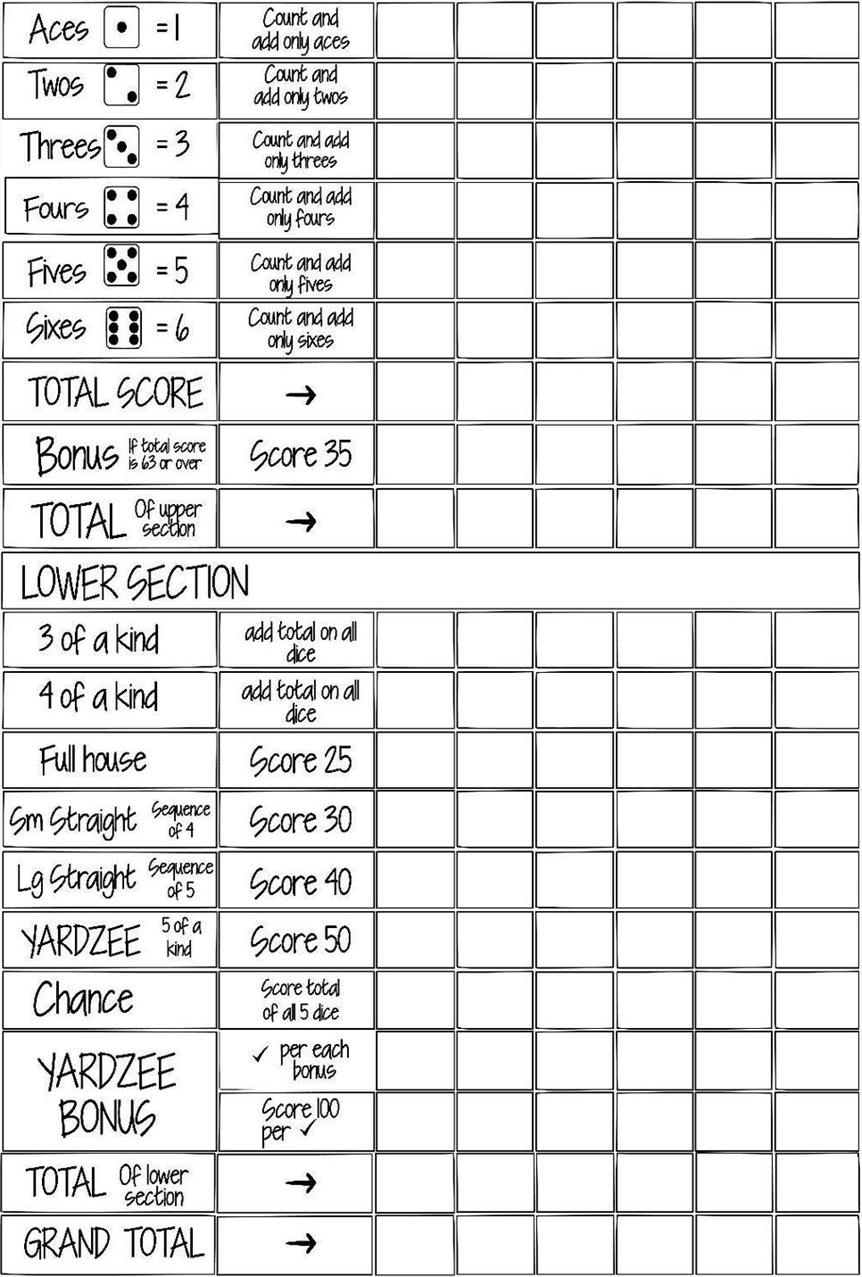 Aces =1 Count and
add only aces
Twos =2 Count and
add only twos
Threes =3 Count and add
only threes
Fours =4 Count and add
only fours
Fives =5 Count and add
only fives
Sixes =6 Count and add
only sixes
TOTAL SCORE →
Bonus If total score
is 63 or over Score 35
TOTAL Of upper
section →
LOWER SECTION
3 of a kind add total on all
dice
4 of a kind add total on all
dice
Full house Score 25
Sm Straight Sequence
of 4 Score 30
Lg Straight Sequence
of 5 Score 40
YARDZEE 5 of a
kind Score 50
Chance Score total
of all 5 dice
YARDZEE
BONUS
✓ per each
bonus
Score 100
per ✓
TOTAL Of lower
section →
GRAND TOTAL →